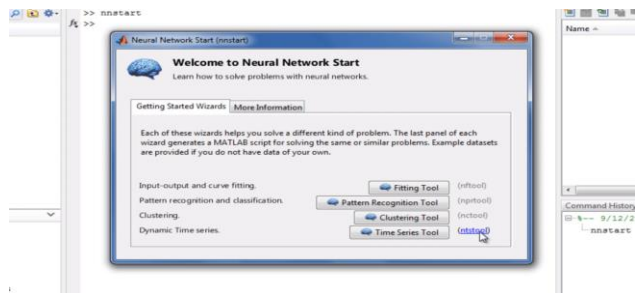 >> nnstart
fx >>
Name
Neural Network Start (nnstart)
Welcome to Neural Network Start
Learn how to solve problems with neural networks.
Getting Started Wizards
More Information
Each of these wizards helps you solve a different kind of problem. The last panel of each
wizard generates a MATLAB script for solving the same or similar problems. Example datasets
are provided if you do not have data of your own.
Input-output and curve fitting.
Fitting Tool
(nftool)
Pattern recognition and classification.
Pattern Recognition Tool
(nprtool)
Clustering.
Clustering Tool
(nctool)
Dynamic Time series.
Time Series Tool
(ntstool)
Command History
%-- 9/12/2
nnstart